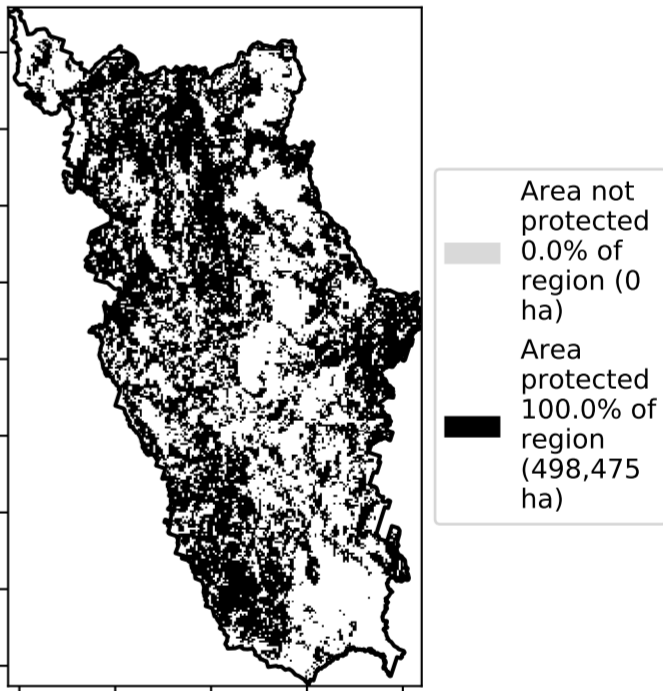 Area not
protected
0.0% of
region (0
ha)
Area
protected
100.0% of
region
(498,475
ha)